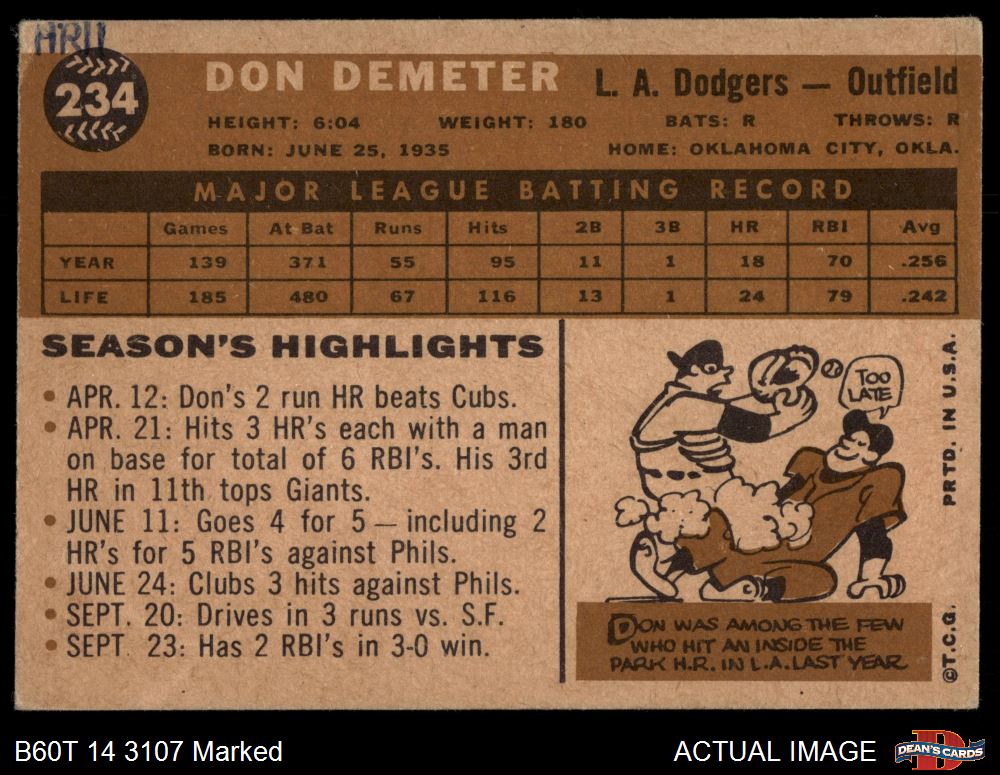 HRII
234
DON DEMETER L. A. Dodgers — Outfield
HEIGHT: 6:04 WEIGHT: 180 BATS: R THROWS: R
BORN: JUNE 25, 1935 HOME: OKLAHOMA CITY, OKLA.
MAJOR LEAGUE BATTING RECORD
Games At Bat Runs Hits 2B 3B HR RBI Avg
YEAR 139 371 55 95 11 1 18 70 .256
LIFE 185 480 67 116 13 1 24 79 .242
SEASON'S HIGHLIGHTS
• APR. 12: Don's 2 run HR beats Cubs.
• APR. 21: Hits 3 HR's each with a man
on base for total of 6 RBI's. His 3rd
HR in 11th tops Giants.
• JUNE 11: Goes 4 for 5 — including 2
HR's for 5 RBI's against Phils.
• JUNE 24: Clubs 3 hits against Phils.
• SEPT. 20: Drives in 3 runs vs. S.F.
• SEPT. 23: Has 2 RBI's in 3-0 win.
TOO
LATE
DON WAS AMONG THE FEW
WHO HIT AN INSIDE THE
PARK H.R. IN L.A. LAST YEAR.
©T.C.G. PRTD. IN U.S.A.
B60T 14 3107 Marked ACTUAL IMAGE
DEAN'S CARDS